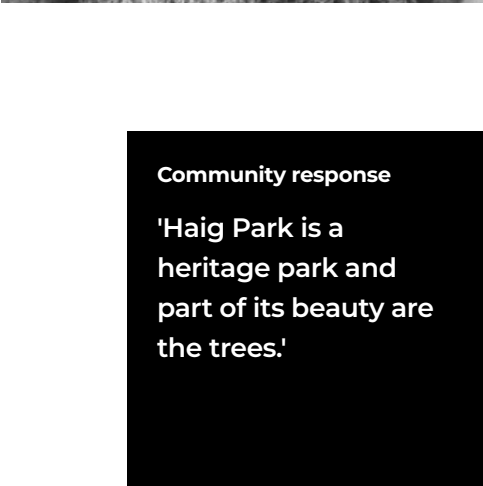 Community response
'Haig Park is a
heritage park and
part of its beauty are
the trees.'